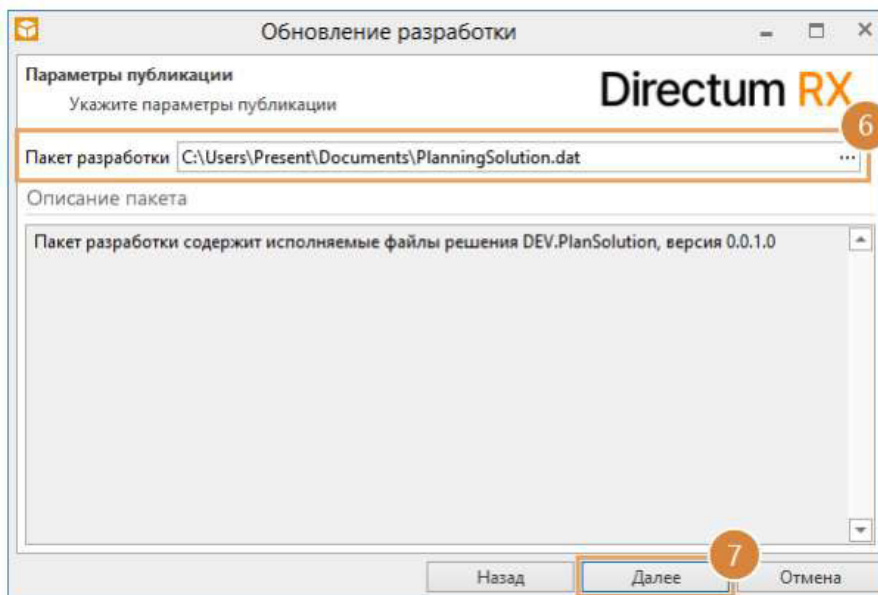 Обновление разработки
Параметры публикации
Укажите параметры публикации
Directum RX
6
Пакет разработки C:\Users\Present\Documents\PlanningSolution.dat ...
Описание пакета
Пакет разработки содержит исполняемые файлы решения DEV.PlanSolution, версия 0.0.1.0
7
Назад Далее Отмена